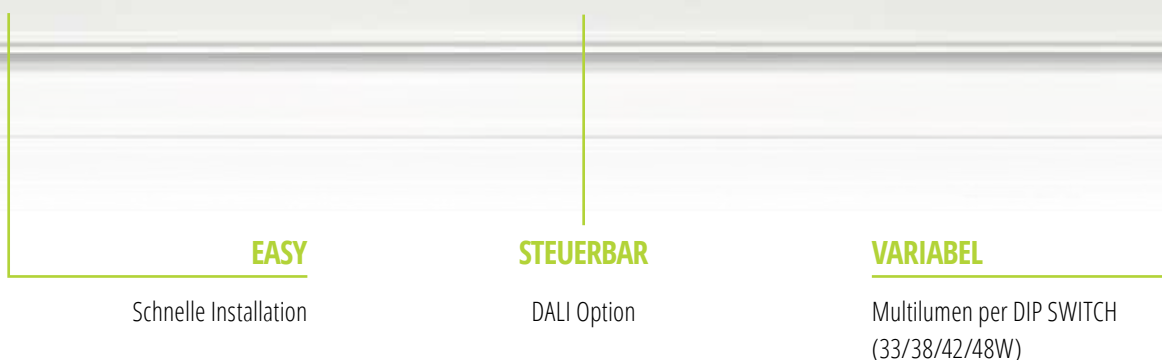 EASY
Schnelle Installation
STEUERBAR
DALI Option
VARIABEL
Multilumen per DIP SWITCH
(33/38/42/48W)